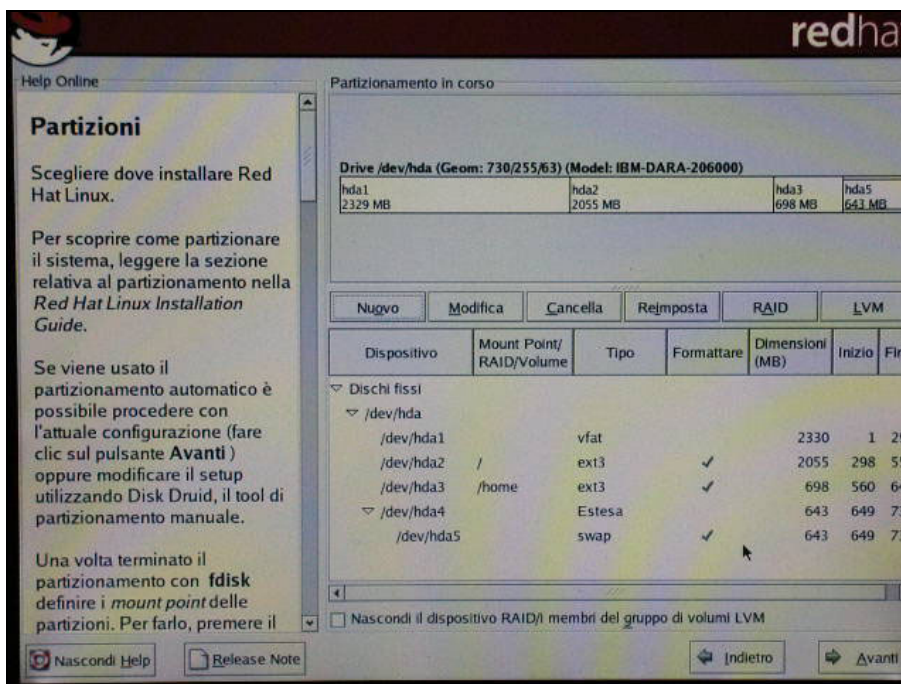 redha
Help Online
Partizioni
Scegliere dove installare Red
Hat Linux.
Per scoprire come partizionare
il sistema, leggere la sezione
relativa al partizionamento nella
Red Hat Linux Installation
Guide.
Se viene usato il
partizionamento automatico è
possibile procedere con
l'attuale configurazione (fare
clic sul pulsante Avanti )
oppure modificare il setup
utilizzando Disk Druid, il tool di
partizionamento manuale.
Una volta terminato il
partizionamento con fdisk
definire i mount point delle
partizioni. Per farlo, premere il
Partizionamento in corso
Drive /dev/hda (Geom: 730/255/63) (Model: IBM-DARA-206000)
hda1 hda2 hda3 hda5
2329 MB 2055 MB 698 MB 643 MB
Nuovo Modifica Cancella Reimposta RAID LVM
Dispositivo Mount Point/ RAID/Volume Tipo Formattare Dimensioni (MB) Inizio Fin
Dischi fissi
/dev/hda
/dev/hda1 vfat 2330 1 29
/dev/hda2 / ext3 2055 298 55
/dev/hda3 /home ext3 698 560 64
/dev/hda4 Estesa 643 649 73
/dev/hda5 swap 643 649 73
Nascondi il dispositivo RAID/i membri del gruppo di volumi LVM
Nascondi Help Release Note Indietro Avanti